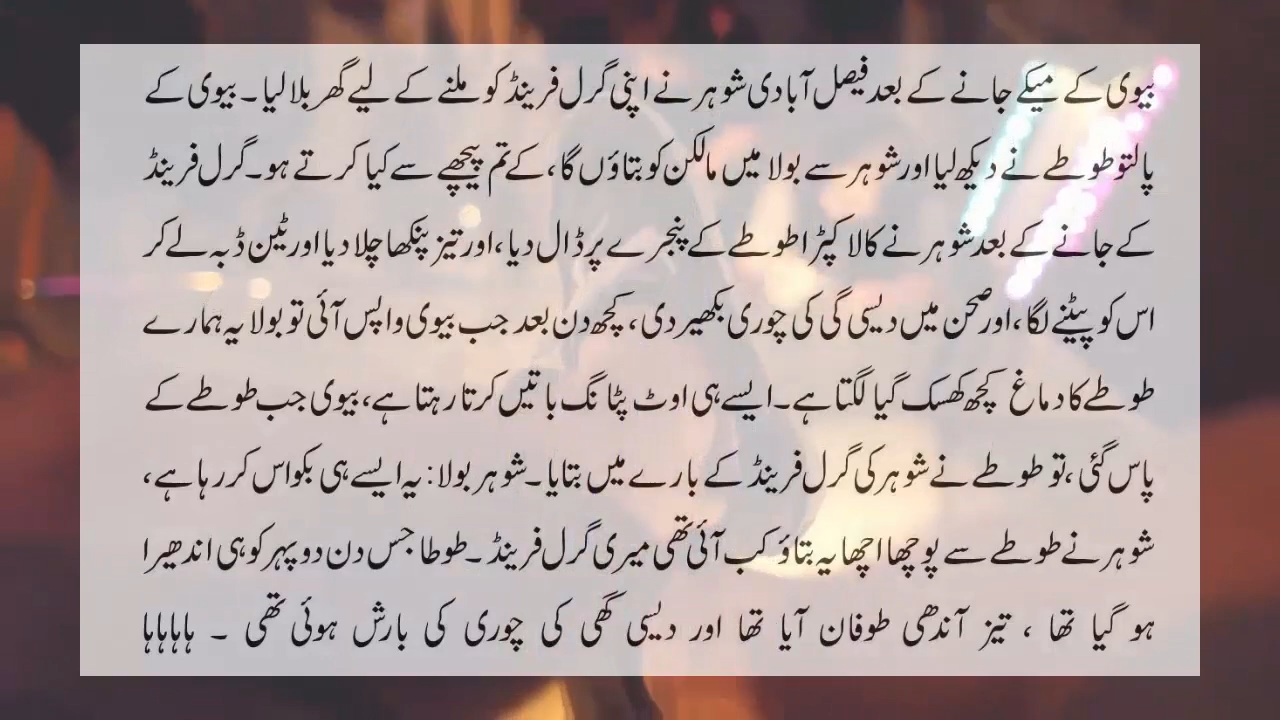 بیوی کے میکے جانے کے بعد فیصل آبادی شوہر نے اپنی گرل فرینڈ کو ملنے کے لیے گھر بلا لیا۔ بیوی کے
پالتو طوطے نے دیکھ لیا اور شوہر سے بولا میں مالکن کو بتاؤں گا، کے تم پیچھے سے کیا کرتے ہو۔ گرل فرینڈ
کے جانے کے بعد شوہر نے کالا کپڑا طوطے کے پنجرے پر ڈال دیا، اور تیز پنکھا چلا دیا اور ٹین ڈبہ لے کر
اس کو پیٹنے لگا، اور صحن میں دیسی گی کی چوری بکھیر دی، کچھ دن بعد جب بیوی واپس آئی تو بولا یہ ہمارے
طوطے کا دماغ کچھ کھسک گیا لگتا ہے۔ ایسے ہی اوٹ پٹانگ باتیں کرتا رہتا ہے، بیوی جب طوطے کے
پاس گئی، تو طوطے نے شوہر کی گرل فرینڈ کے بارے میں بتایا۔ شوہر بولا: یہ ایسے ہی بکواس کر رہا ہے،
شوہر نے طوطے سے پوچھا اچھا یہ بتاؤ کب آئی تھی میری گرل فرینڈ۔ طوطا جس دن دوپہر کو ہی اندھیرا
ہو گیا تھا ، تیز آندھی طوفان آیا تھا اور دیسی گھی کی چوری کی بارش ہوئی تھی ۔ ہاہاہاہا